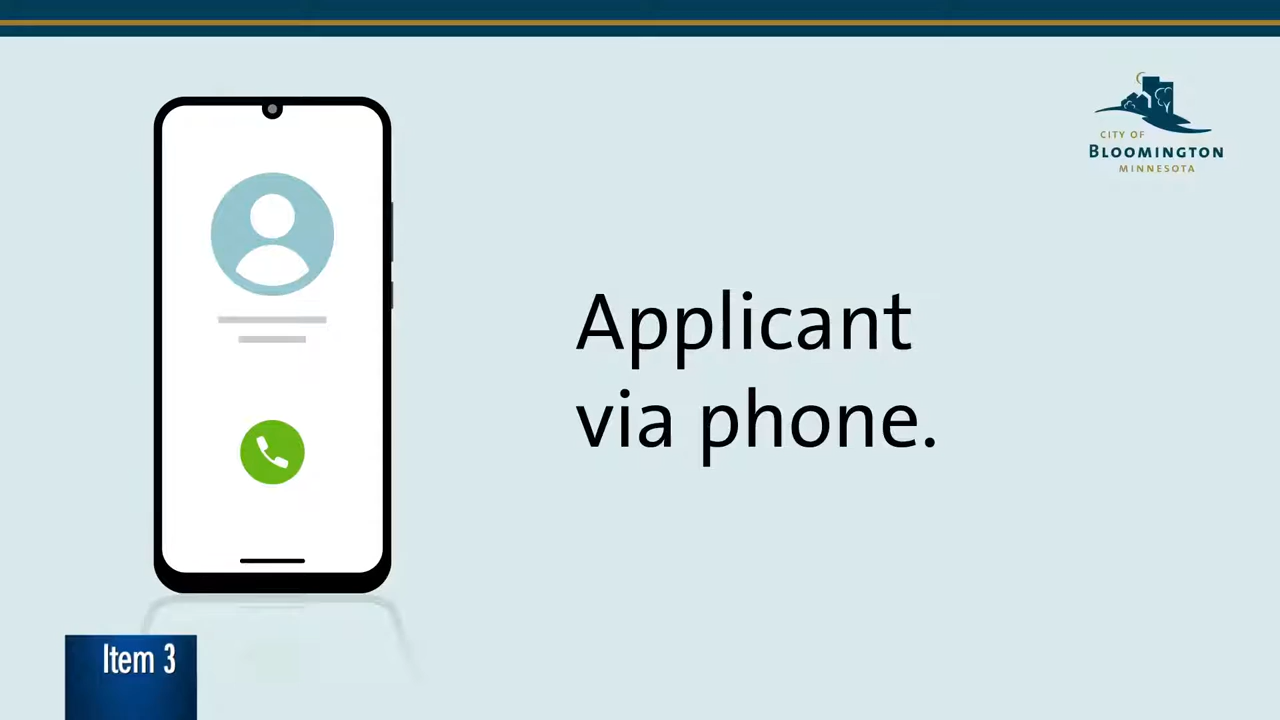 CITY OF
BLOOMINGTON
MINNESOTA
Applicant
via phone.
Item 3